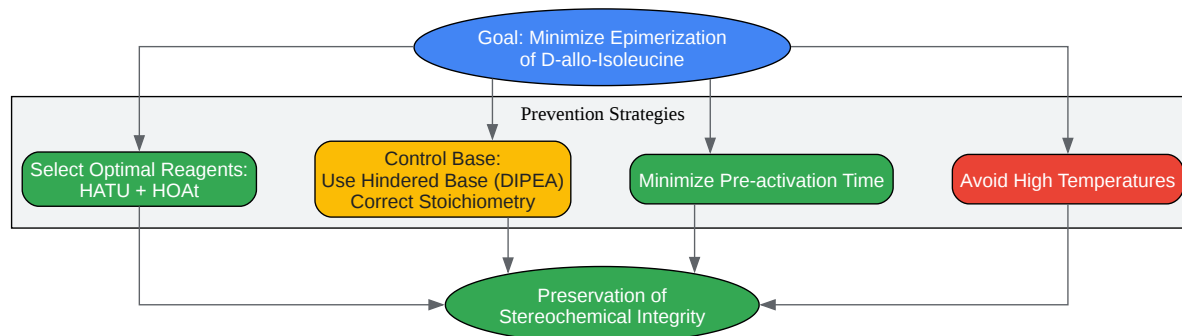 Goal: Minimize Epimerization
of D-allo-Isoleucine
Prevention Strategies
Select Optimal Reagents:
HATU + HOAt
Control Base:
Use Hindered Base (DIPEA)
Correct Stoichiometry
Minimize Pre-activation Time
Avoid High Temperatures
Preservation of
Stereochemical Integrity